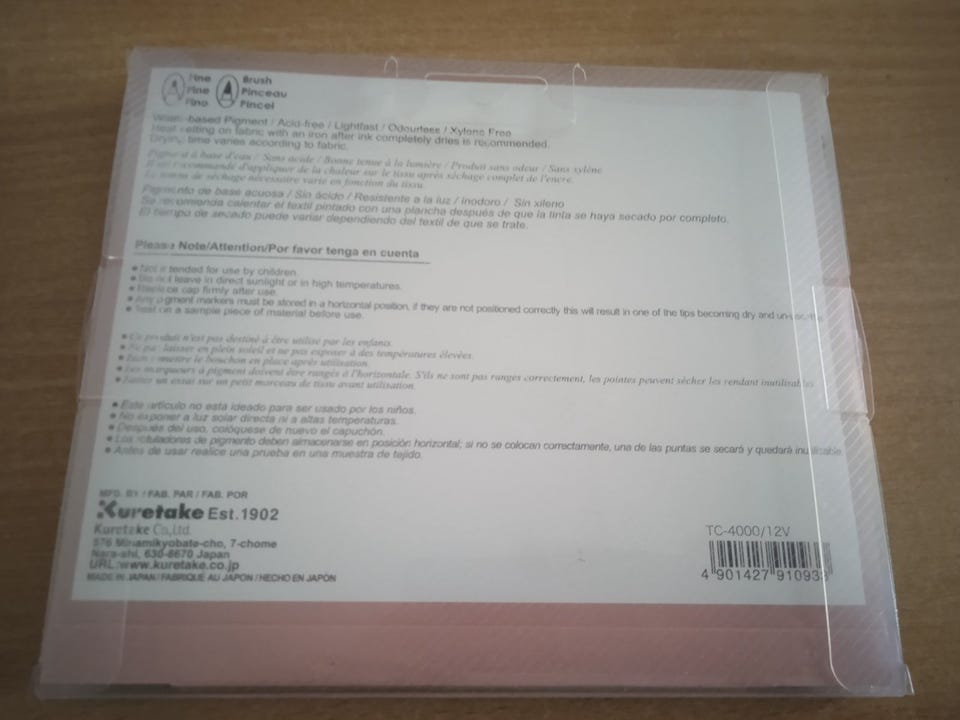 Fine Brush
Fine Pinceau
Fino Pincel
Water-based Pigment / Acid-free / Lightfast / Odourless / Xylene Free
Heat setting on fabric with an iron after ink completely dries is recommended.
Drying time varies according to fabric.
Pigment à base d'eau / Sans acide / Bonne tenue à la lumière / Produit sans odeur / Sans xylène
Il est recommandé d'appliquer de la chaleur sur le tissu après séchage complet de l'encre.
Le temps de séchage nécessaire varie en fonction du tissu.
Pigmento de base acuosa / Sin ácido / Resistente a la luz / inodoro / Sin xileno
Se recomienda calentar el textil pintado con una plancha después de que la tinta se haya secado por completo.
El tiempo de secado puede variar dependiendo del textil de que se trate.
Please Note/Attention/Por favor tenga en cuenta
• Not intended for use by children.
• Do not leave in direct sunlight or in high temperatures.
• Replace cap firmly after use.
• Any pigment markers must be stored in a horizontal position, if they are not positioned correctly this will result in one of the tips becoming dry and
• Test on a sample piece of material before use.
• Ce produit n'est pas destiné à être utilisé par les enfants.
• Ne pas laisser en plein soleil et ne pas exposer à des températures élevées.
• Bien remettre le bouchon en place après utilisation.
• Les marqueurs à pigment doivent être rangés à l'horizontale. S'ils ne sont pas rangés correctement, les pointes peuvent sécher les rendant inutilisables
• Faites un essai sur un petit morceau de tissu avant utilisation.
• Este artículo no está ideado para ser usado por los niños.
• No exponer a luz solar directa ni a altas temperaturas.
• Después del uso, colóquese de nuevo el capuchón.
• Los rotuladores de pigmento deben almacenarse en posición horizontal; si no se colocan correctamente, una de las puntas se secará y quedará inutilizable.
• Antes de usar realice una prueba en una muestra de tejido.
MFG. BY / FAB. PAR / FAB. POR
Kuretake Est.1902
Kuretake Co.,Ltd.
576 Minamikyobate-cho, 7-chome
Nara-shi, 630-8670 Japan
URL:www.kuretake.co.jp
MADE IN JAPAN / FABRIQUÉ AU JAPON / HECHO EN JAPÓN
TC-4000/12V
4 901427 910933